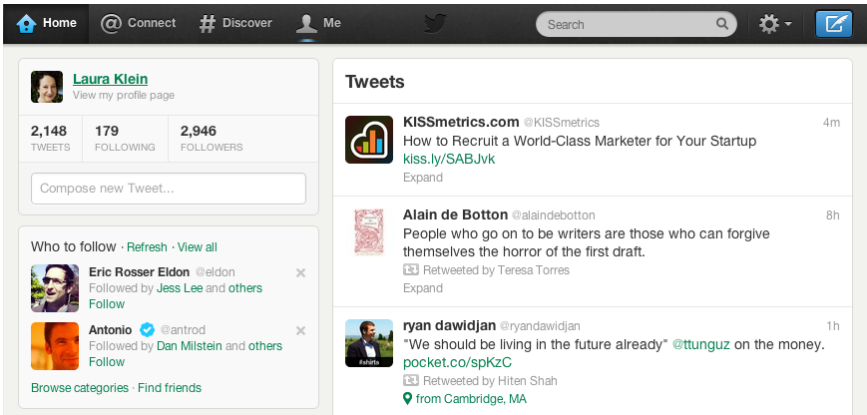 Home @ Connect # Discover Me Search
Laura Klein
View my profile page
2,148 179 2,946
TWEETS FOLLOWING FOLLOWERS
Compose new Tweet...
Who to follow · Refresh · View all
Eric Rosser Eldon @eldon ×
Followed by Jess Lee and others
Follow
Antonio @antrod ×
Followed by Dan Milstein and others
Follow
Browse categories · Find friends
Tweets
KISSmetrics.com @KISSmetrics 4m
How to Recruit a World-Class Marketer for Your Startup
kiss.ly/SABJvk
Expand
Alain de Botton @alaindebotton 8h
People who go on to be writers are those who can forgive
themselves the horror of the first draft.
Retweeted by Teresa Torres
Expand
ryan dawidjan @ryandawidjan 1h
"We should be living in the future already" @ttunguz on the money.
pocket.co/spKzC
#shirts
Retweeted by Hiten Shah
from Cambridge, MA